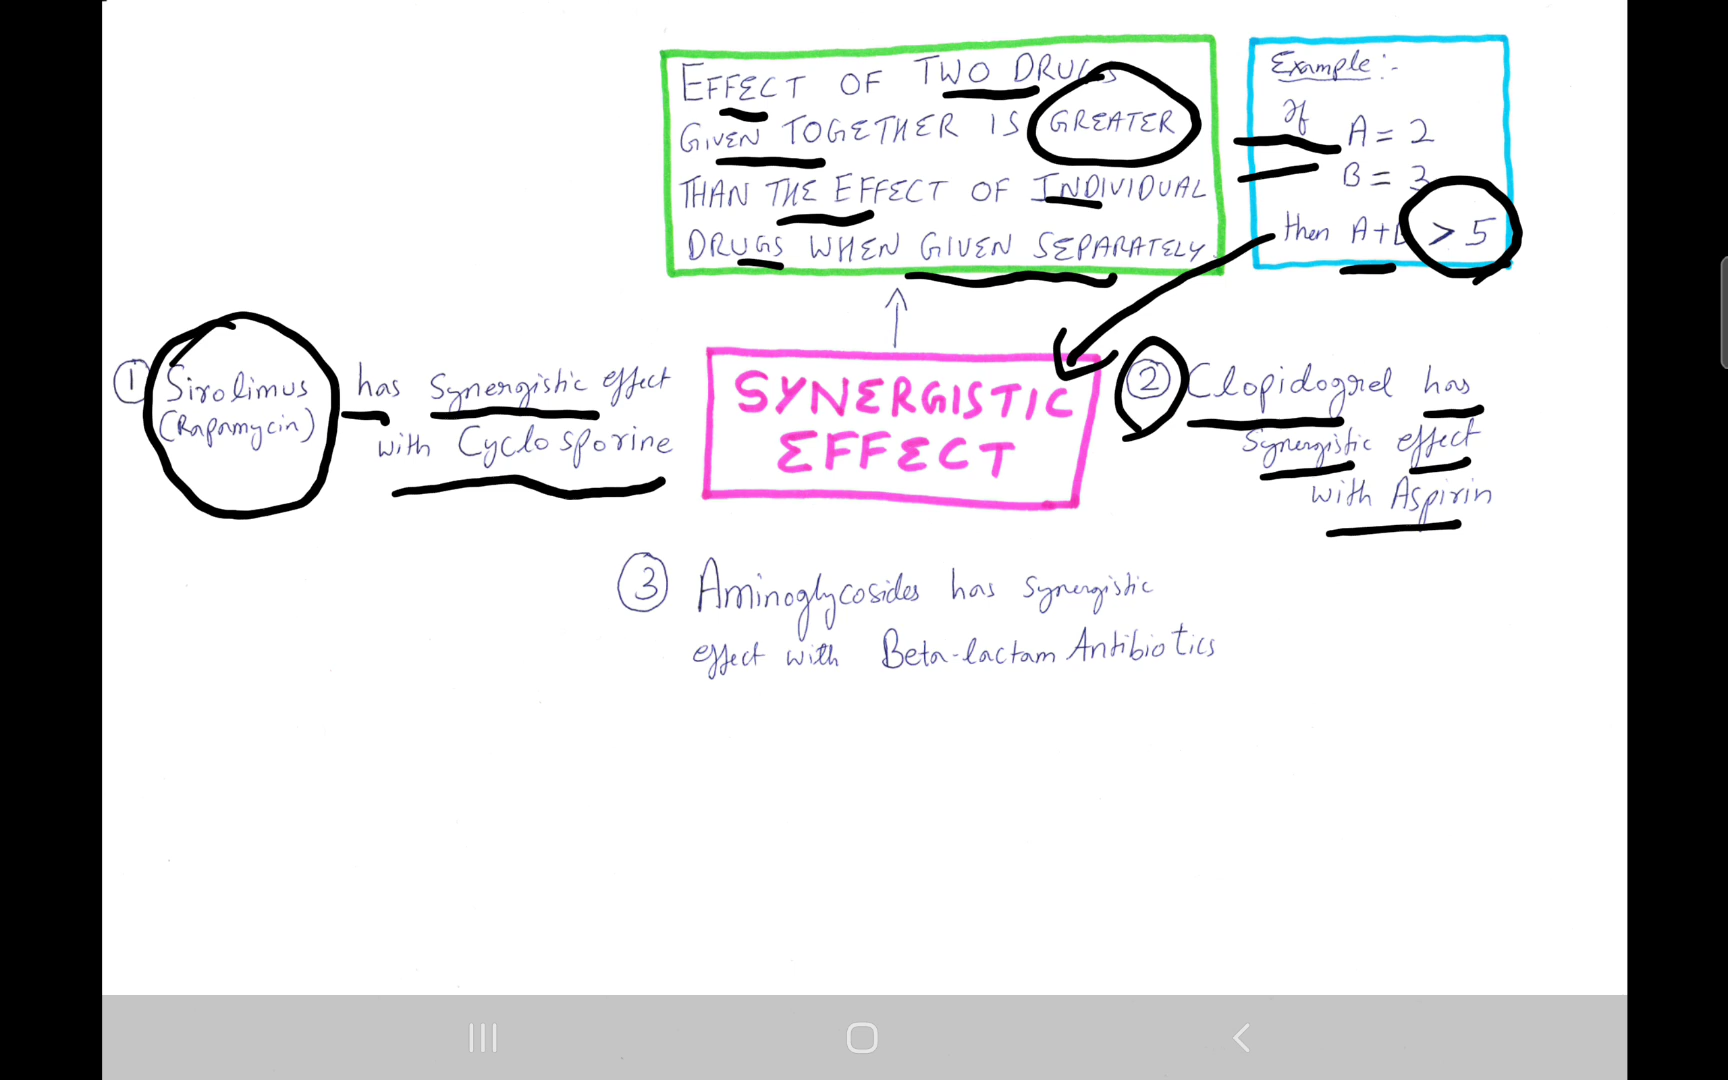 EFFECT OF TWO DRUGS
GIVEN TOGETHER IS GREATER
THAN THE EFFECT OF INDIVIDUAL
DRUGS WHEN GIVEN SEPARATELY.
Example:-
If A = 2
B = 3
then A+B > 5
① Sirolimus has Synergistic effect
(Rapamycin) with Cyclosporine
SYNERGISTIC
EFFECT
② Clopidogrel has
Synergistic effect
with Aspirin
③ Aminoglycosides has synergistic
effect with Beta-lactam Antibiotics